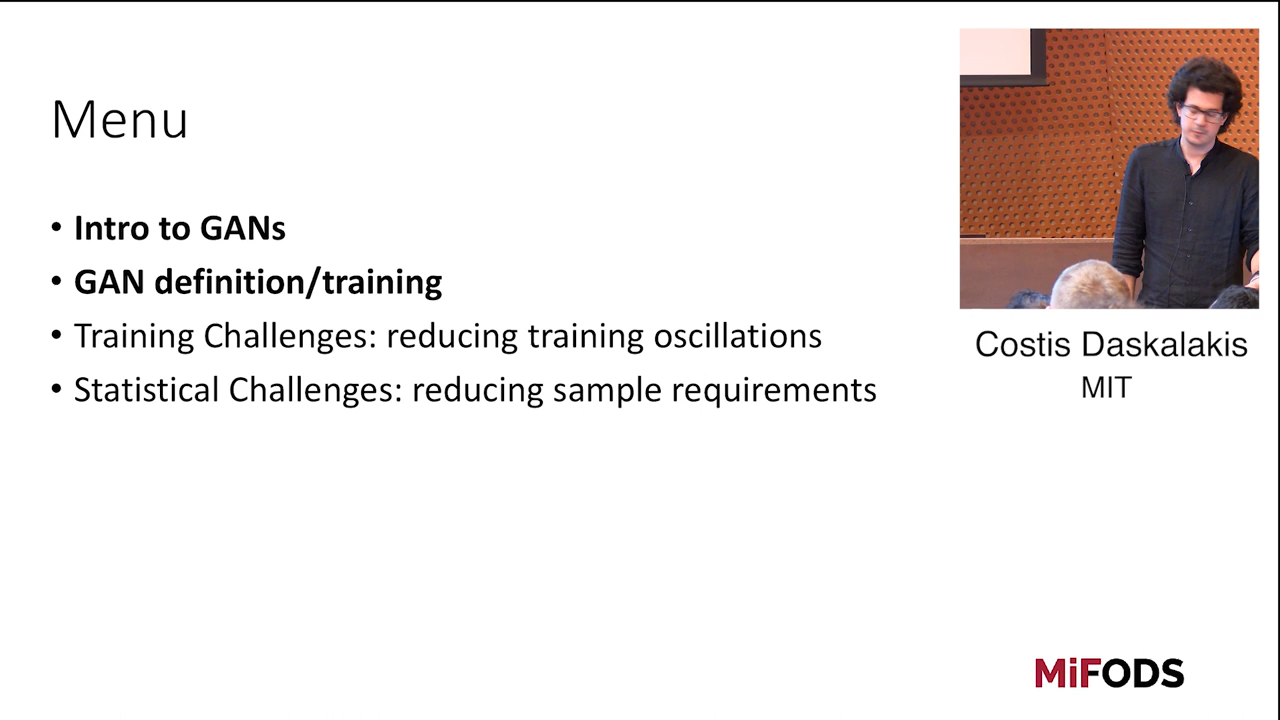 Menu
• Intro to GANs
• GAN definition/training
• Training Challenges: reducing training oscillations
• Statistical Challenges: reducing sample requirements
Costis Daskalakis
MIT
MiFODS